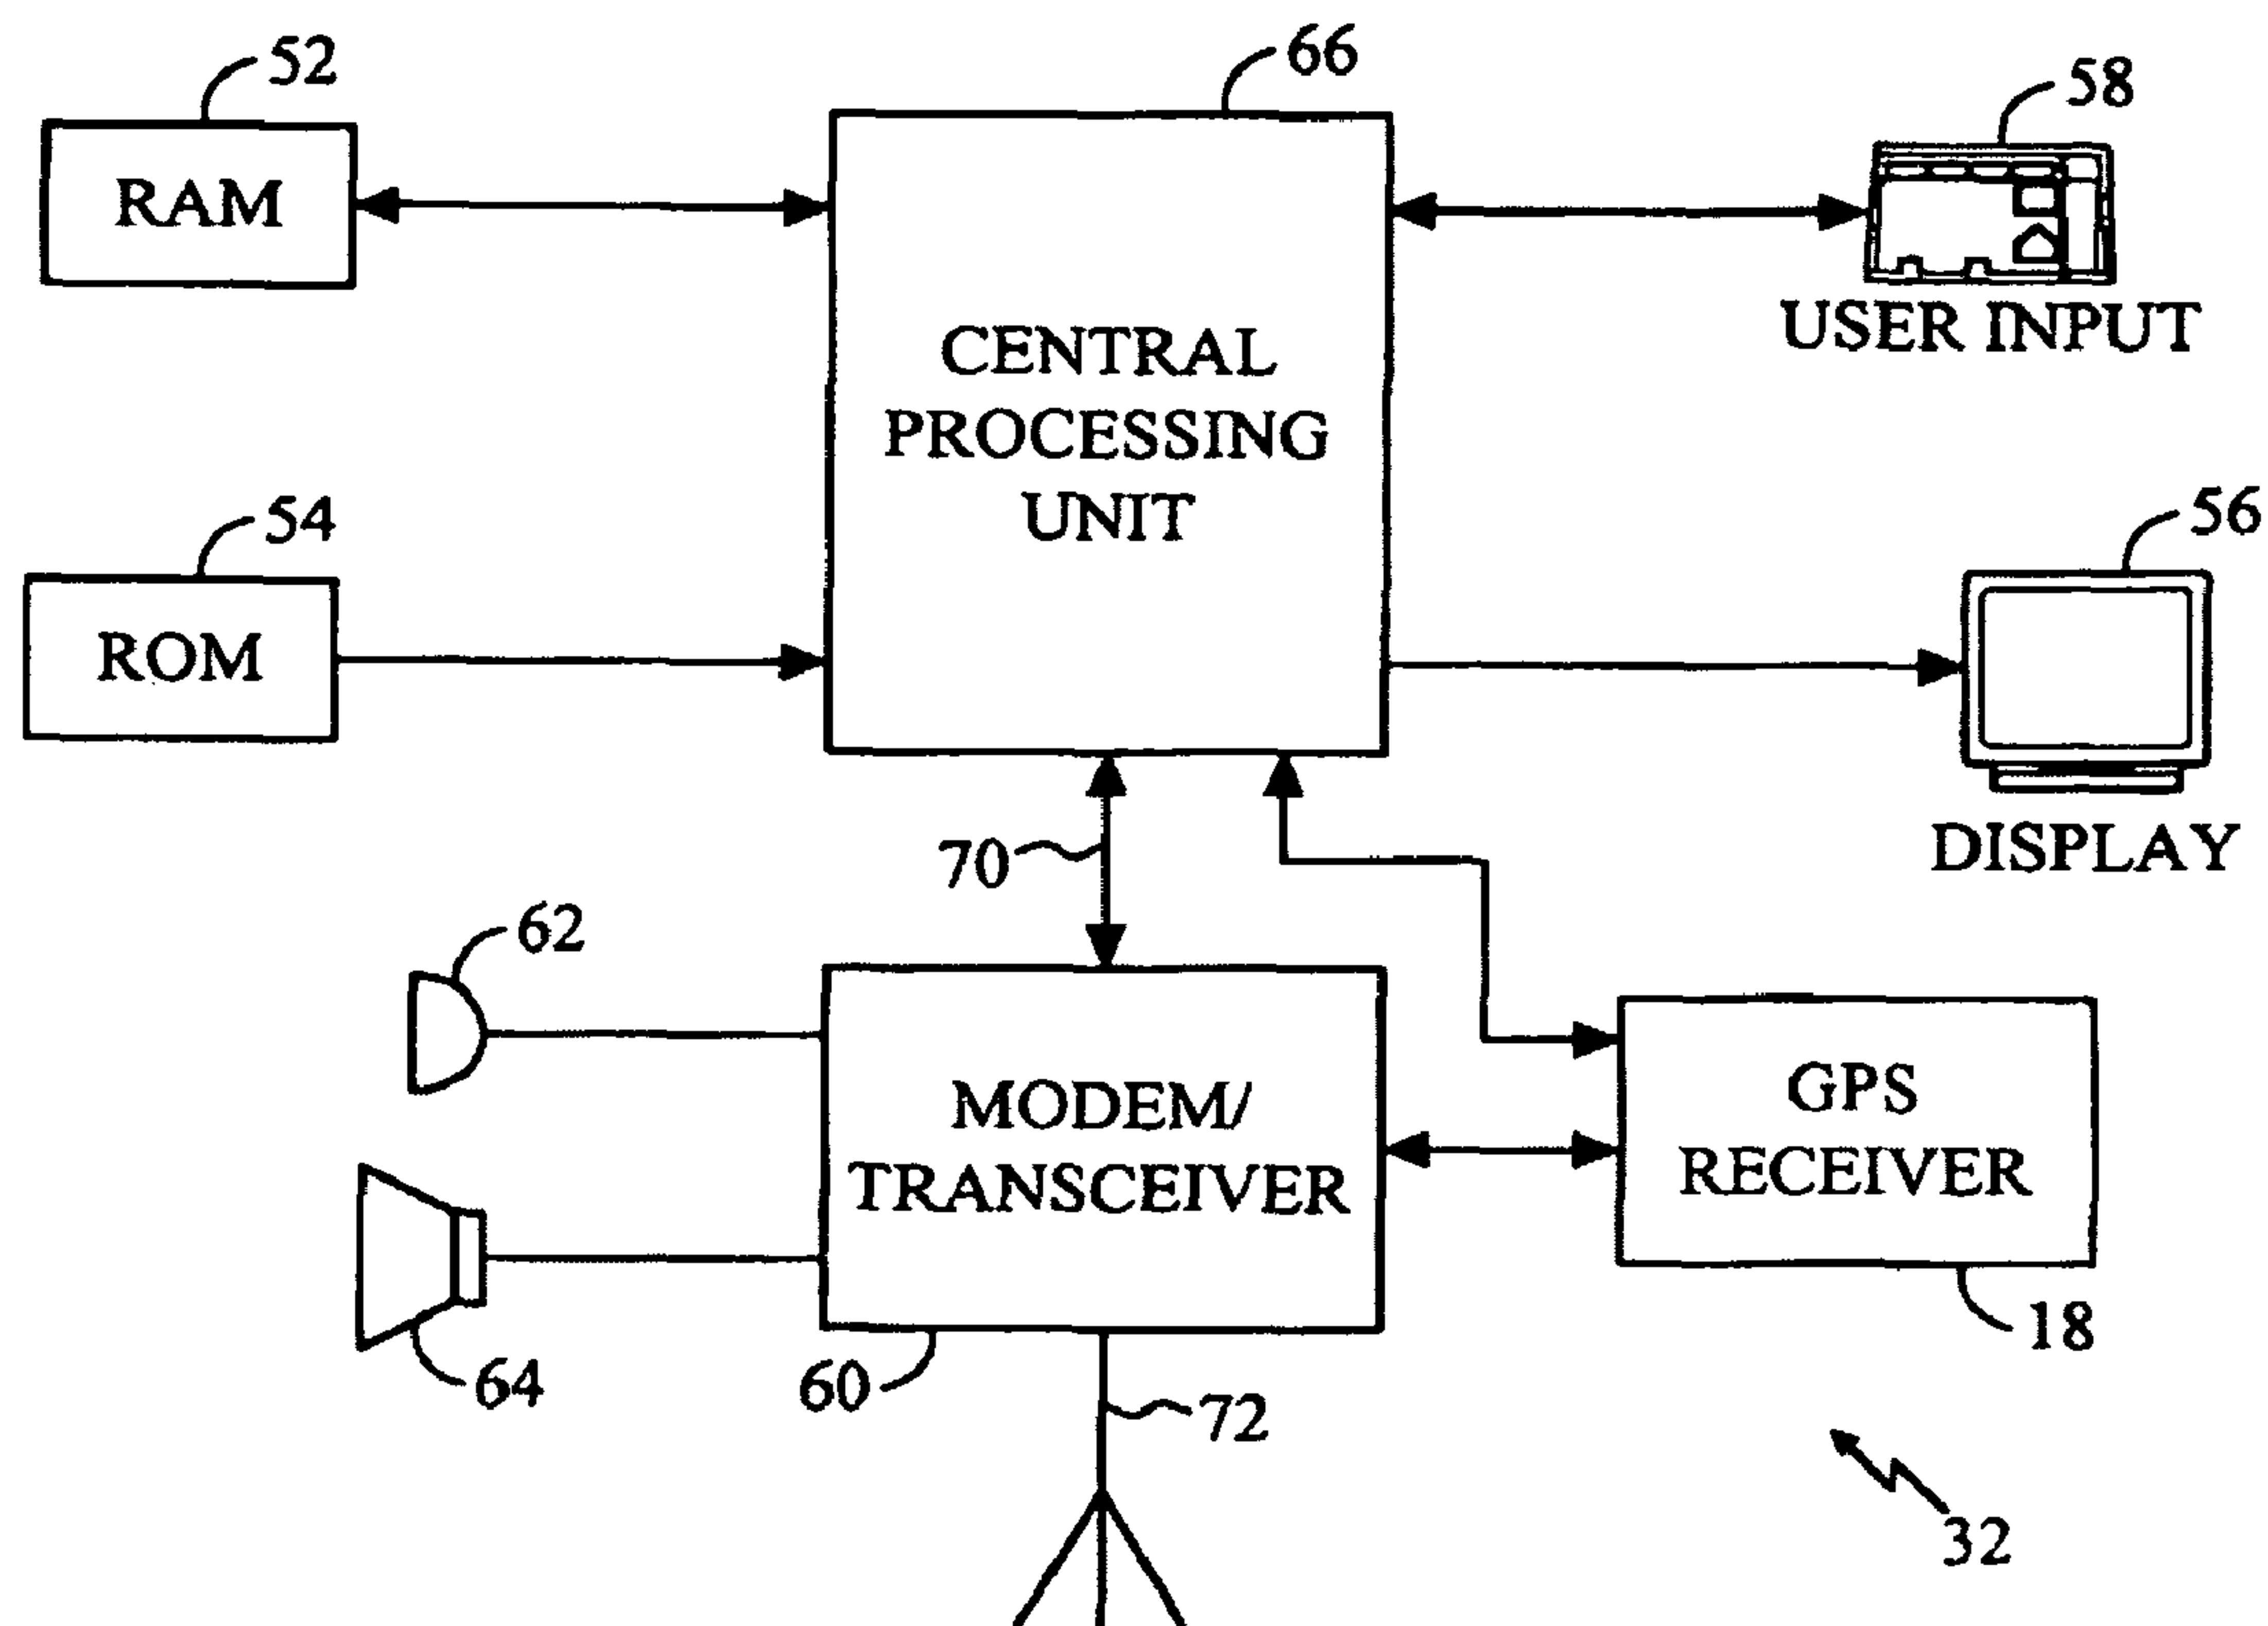 52
66
58
RAM
USER INPUT
CENTRAL
PROCESSING
UNIT
54
56
ROM
DISPLAY
70
62
MODEM/
TRANSCEIVER
GPS
RECEIVER
64
60
72
18
32